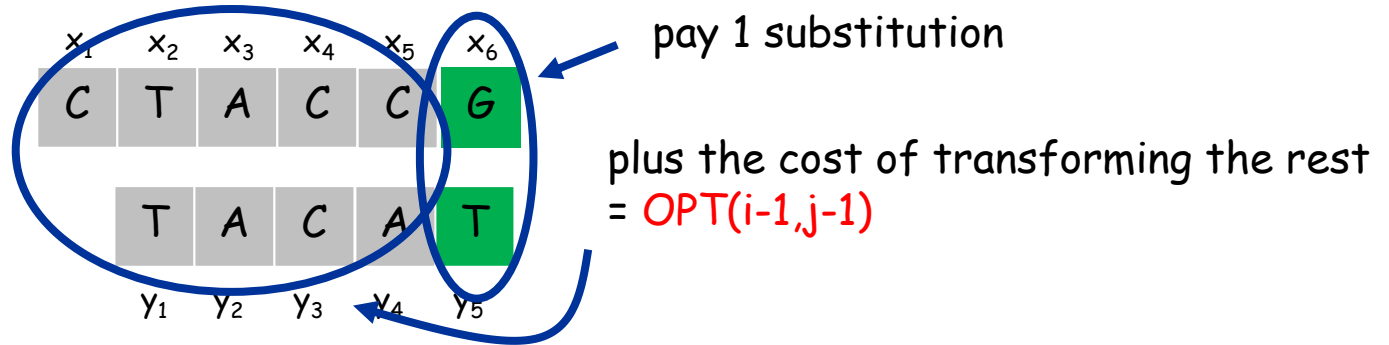 x₁ x₂ x₃ x₄ x₅ x₆
pay 1 substitution
C T A C C G
plus the cost of transforming the rest
= OPT(i-1,j-1)
T A C A T
y₁ y₂ y₃ y₄ y₅